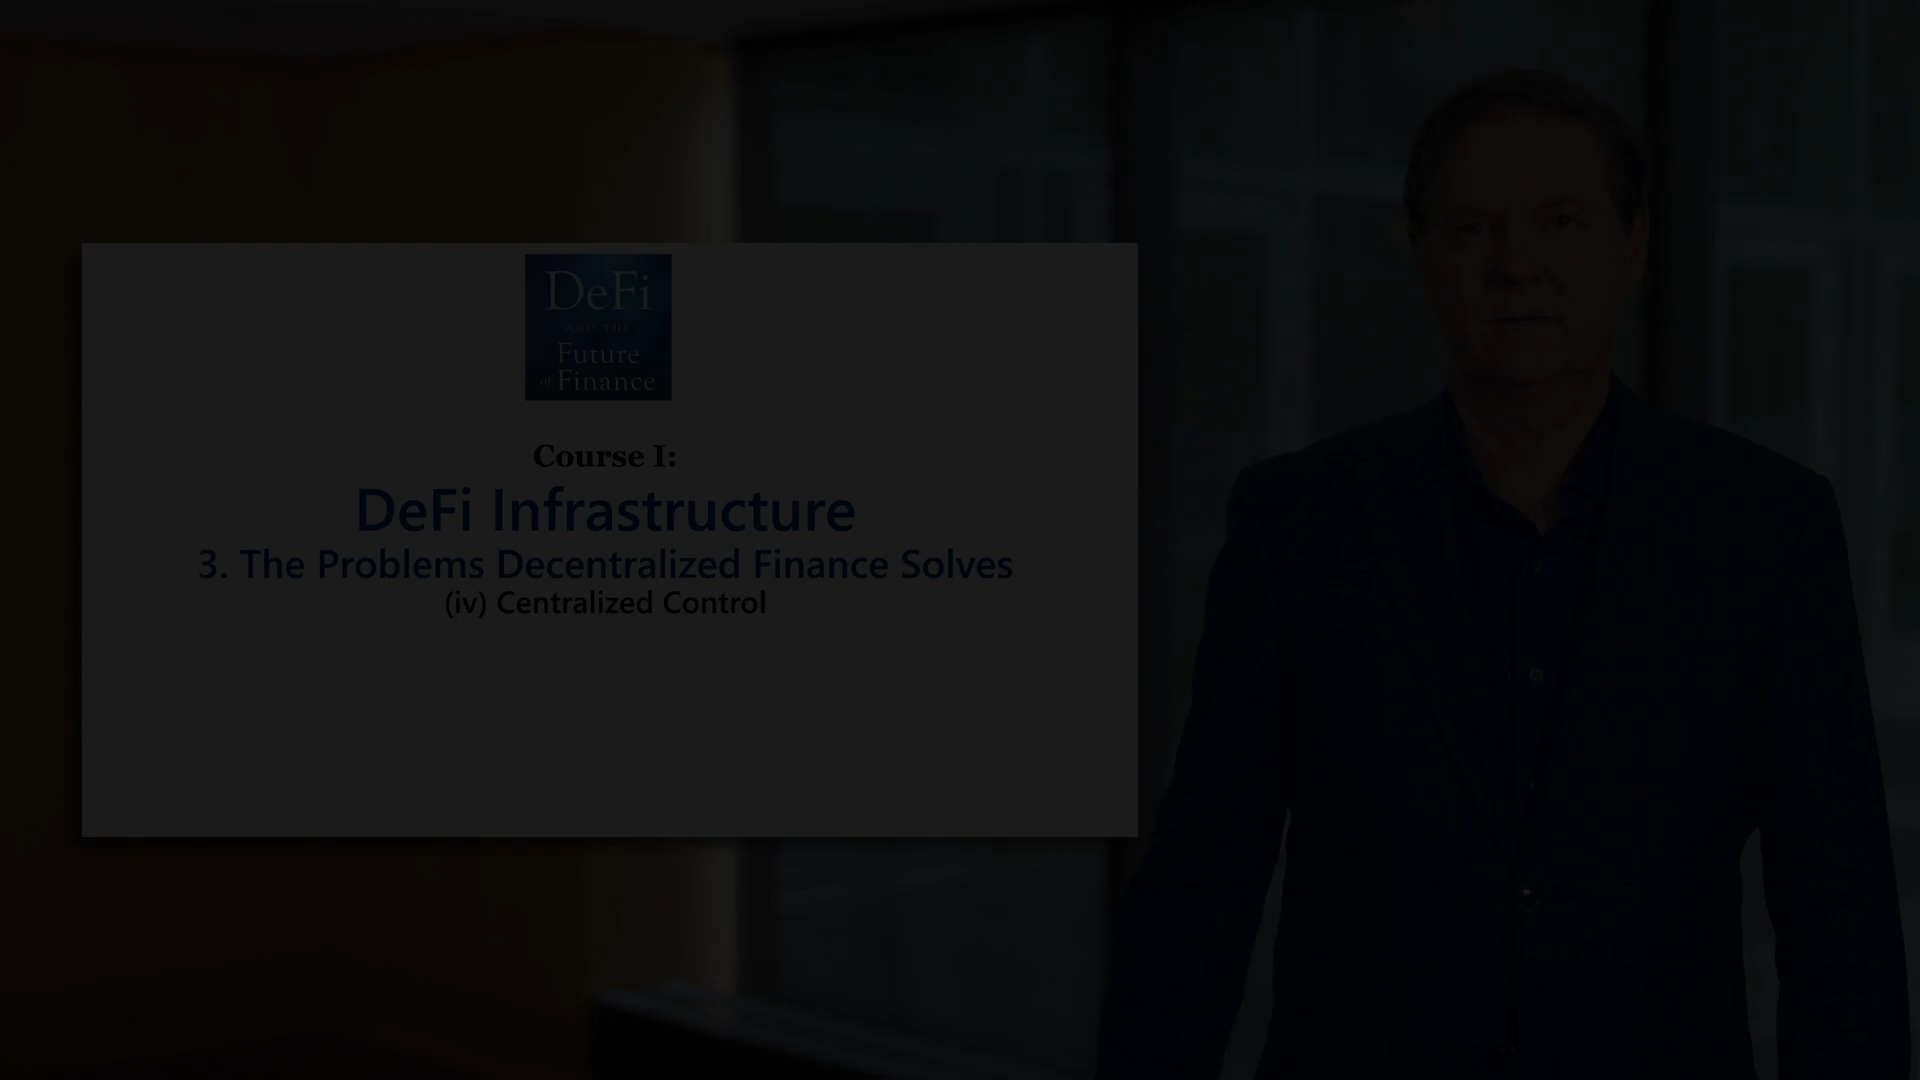 DeFi
AND THE
Future
of Finance
Course I:
DeFi Infrastructure
3. The Problems Decentralized Finance Solves
(iv) Centralized Control